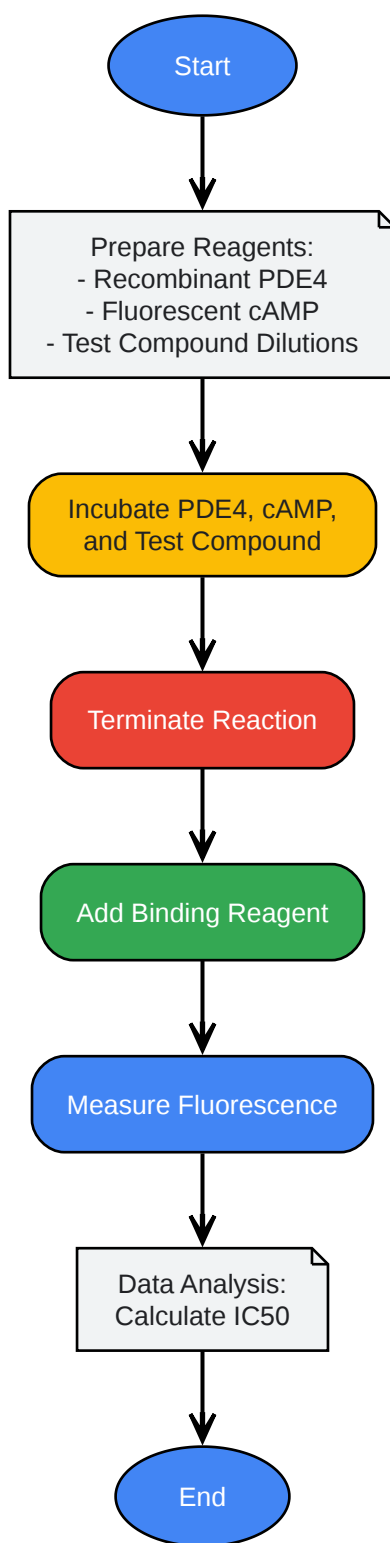 Start
Prepare Reagents:
- Recombinant PDE4
- Fluorescent cAMP
- Test Compound Dilutions
Incubate PDE4, cAMP,
and Test Compound
Terminate Reaction
Add Binding Reagent
Measure Fluorescence
Data Analysis:
Calculate IC50
End